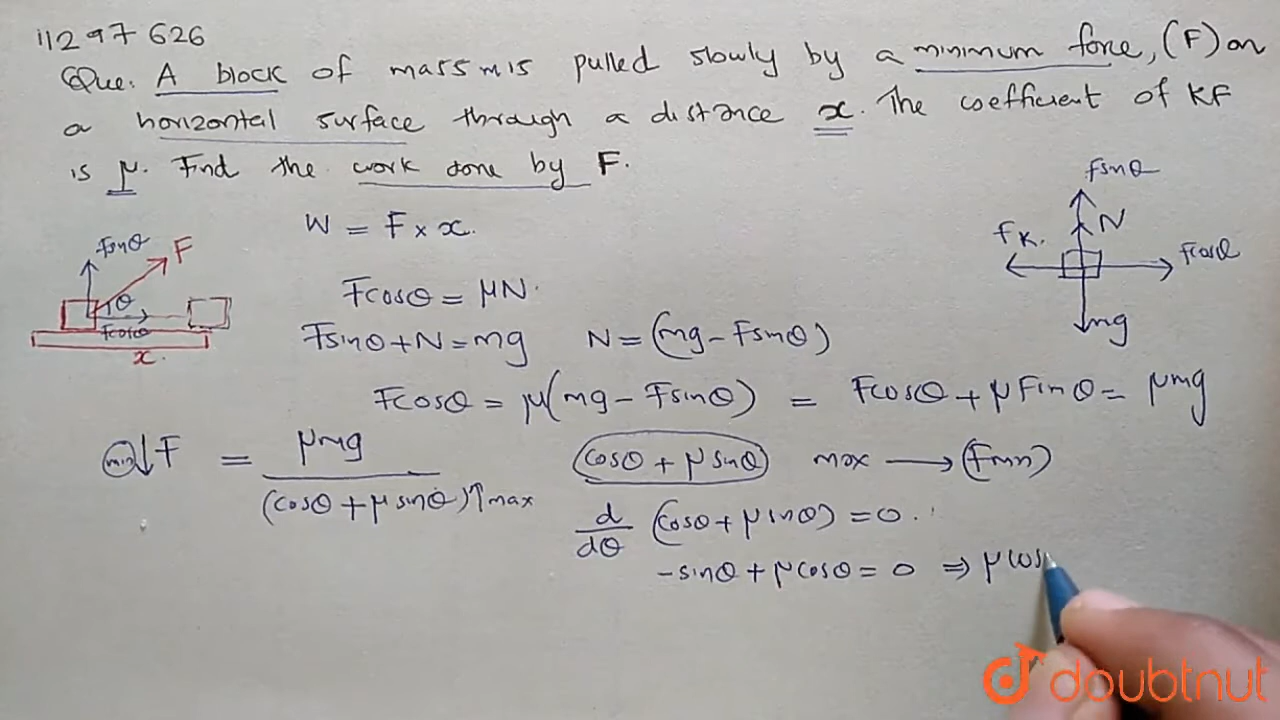 11297626
Que. A block of mass m is pulled slowly by a minimum force, (F) on
a horizontal surface through a distance x. The coefficient of KF
is μ. Find the work done by F.
fsinθ
N
fK.
Fcosθ
mg
W = F × x.
Fsinθ
F
θ
Fcosθ
x.
Fcosθ = μN.
Fsinθ + N = mg N = (mg - Fsinθ)
Fcosθ = μ(mg - Fsinθ) = Fcosθ + μFsinθ = μmg
min↓F = μmg / (cosθ + μsinθ)↑max
(cosθ + μsinθ) max → (Fmin)
d/dθ (cosθ + μsinθ) = 0.
-sinθ + μcosθ = 0 ⇒ μcos
doubtnut